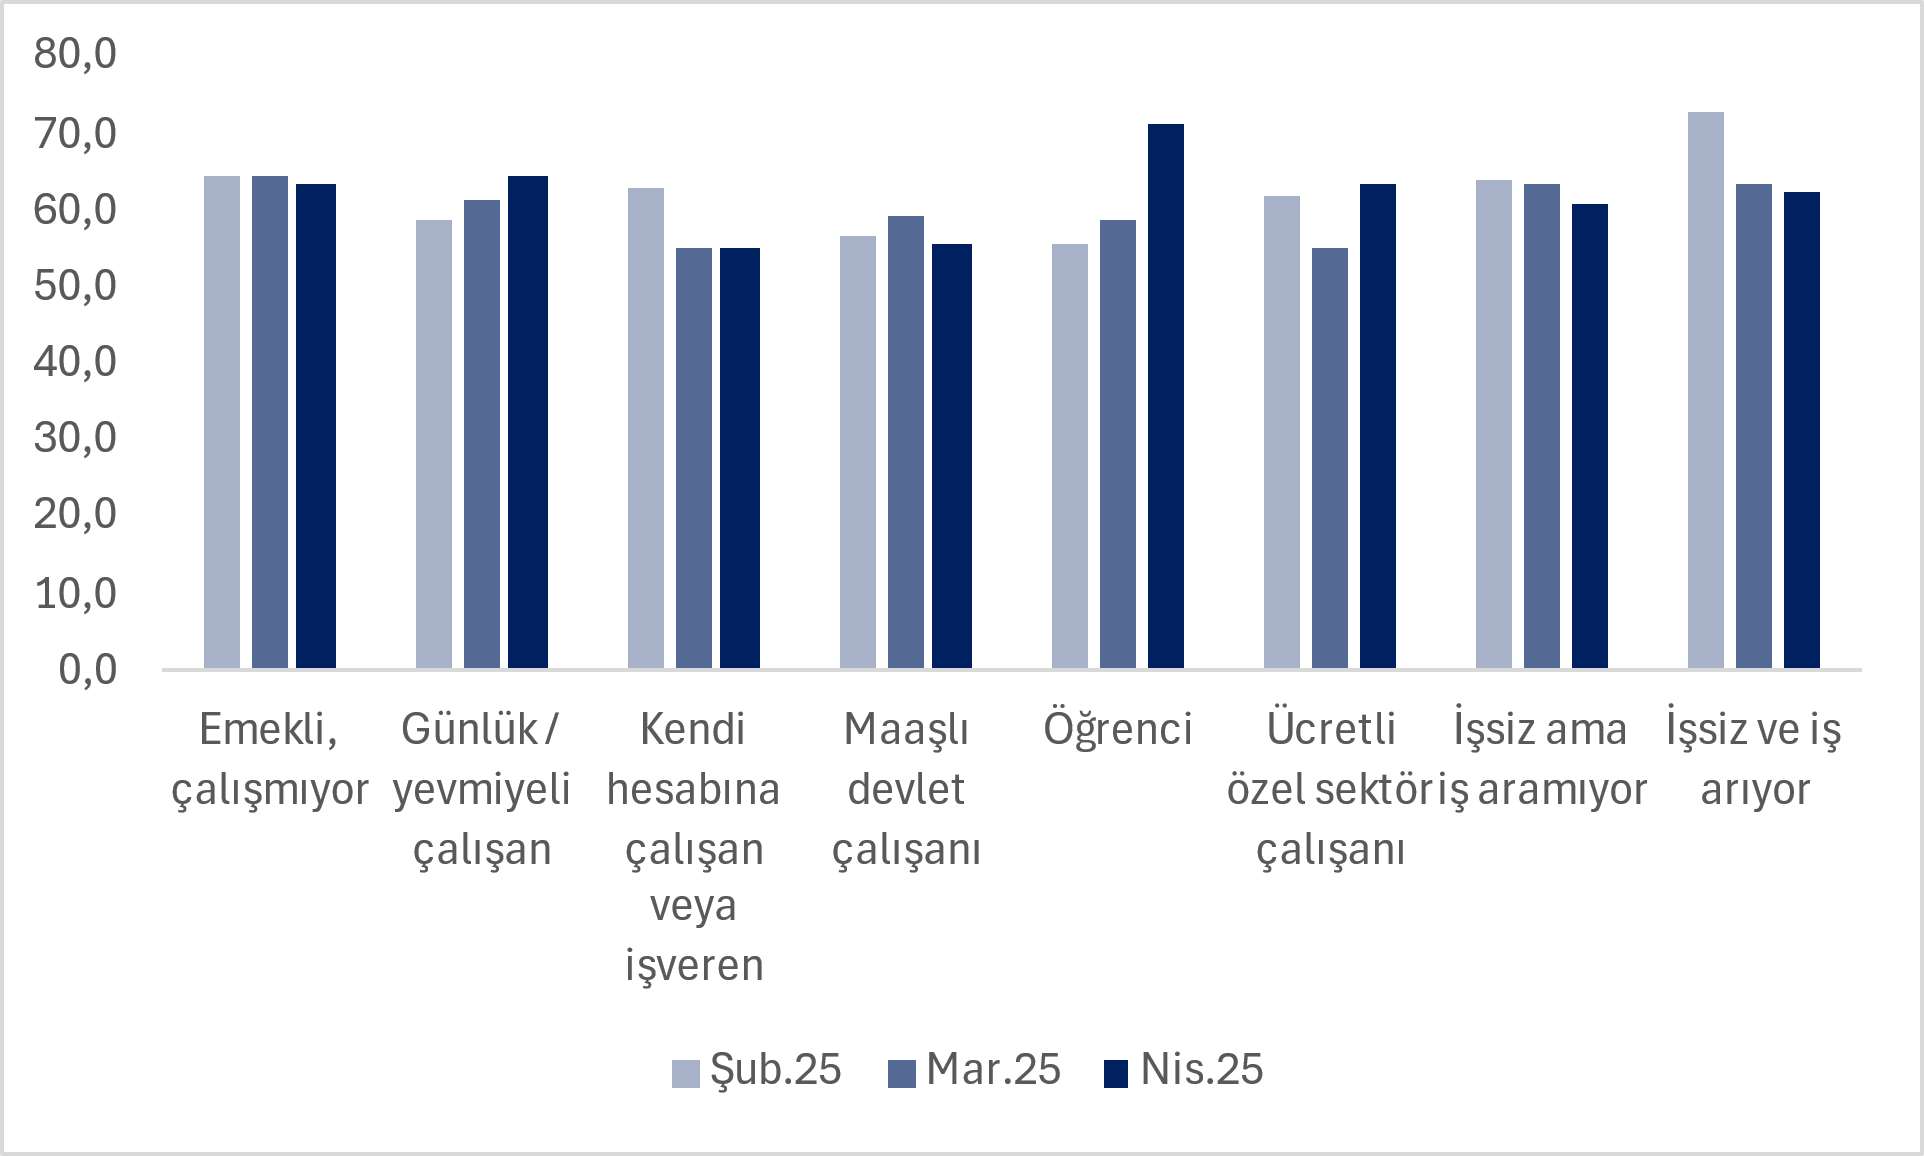 80,0
70,0
60,0
50,0
40,0
30,0
20,0
10,0
0,0
Emekli,
çalışmıyor
Günlük /
yevmiyeli
çalışan
Kendi
hesabına
çalışan
veya
işveren
Maaşlı
devlet
çalışanı
Öğrenci
Ücretli
özel sektör
çalışanı
İşsiz ama
iş aramıyor
İşsiz ve iş
arıyor
Şub.25
Mar.25
Nis.25